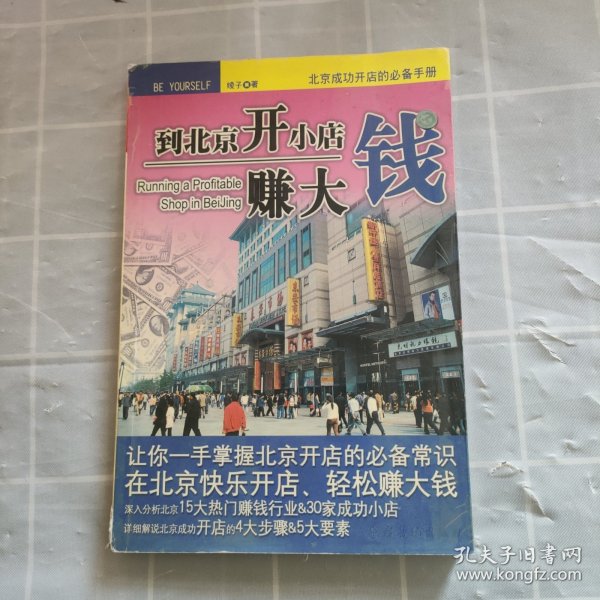 BE YOURSELF
绫子 著
北京成功开店的必备手册
到北京开小店
赚大钱
Running a Profitable
Shop in BeiJing
让你一手掌握北京开店的必备常识
在北京快乐开店、轻松赚大钱
深入分析北京15大热门赚钱行业&30家成功小店
详细解说北京成功开店的4大步骤&5大要素
孔夫子旧书网
www.kongfz.com